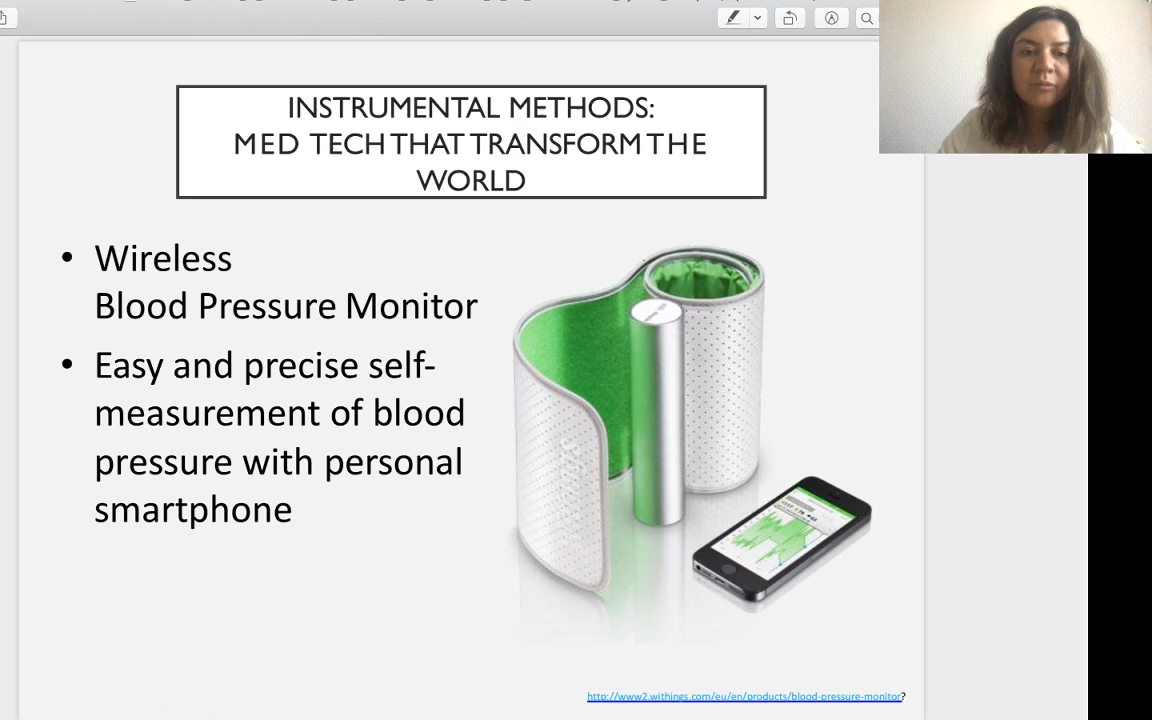 INSTRUMENTAL METHODS:
MED TECH THAT TRANSFORM THE
WORLD
• Wireless
Blood Pressure Monitor
• Easy and precise self-
measurement of blood
pressure with personal
smartphone
http://www2.withings.com/eu/en/products/blood-pressure-monitor?